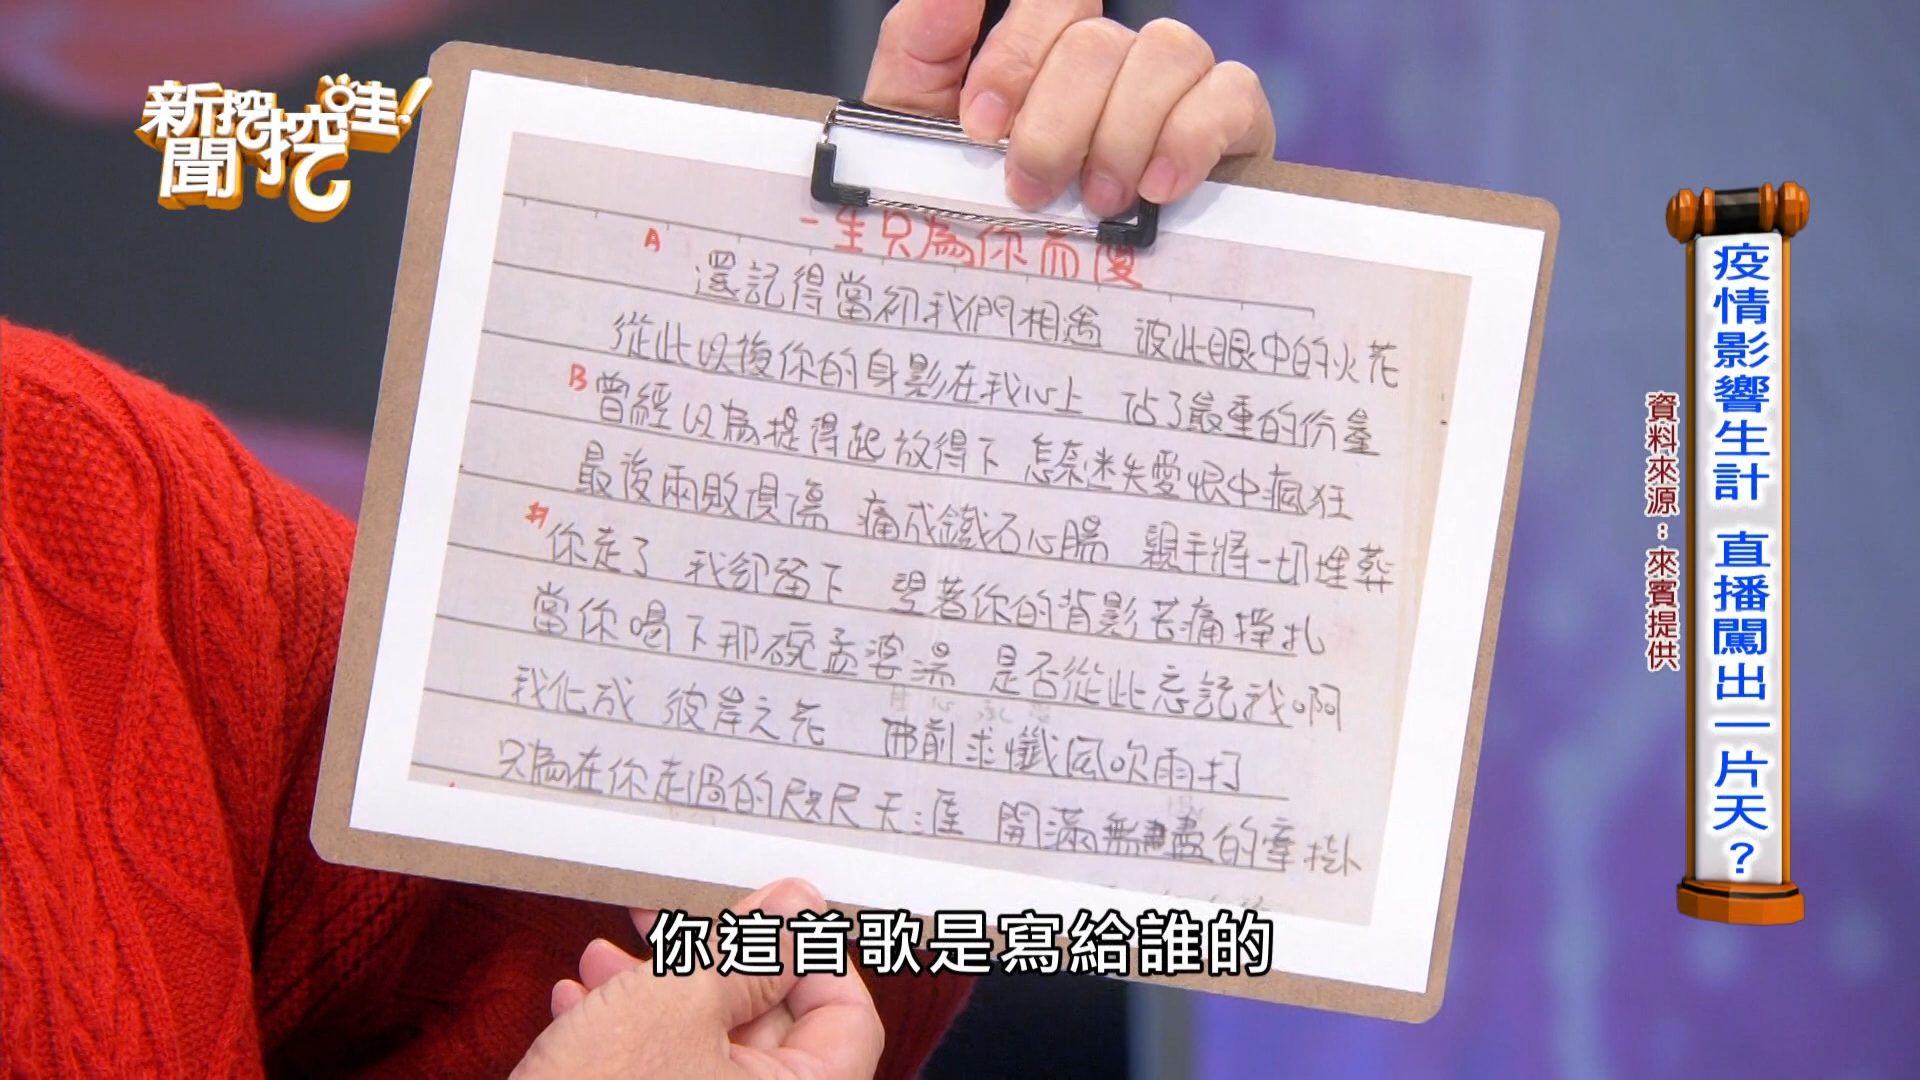 新聞挖挖哇!
一生只為你而傻
A
還記得當初我們相遇 彼此眼中的火花
從此以後你的身影在我心上 佔了最重的份量
B 曾經以為提得起放得下 怎奈迷失愛恨中瘋狂
最後兩敗俱傷 痛成鐵石心腸 親手將一切埋葬
# 你走了 我卻留下 望著你的背影苦痛掙扎
當你喝下那碗孟婆湯 是否從此忘記我啊
我化成 彼岸之花 佛前求懺風吹雨打
只為在你走過的咫尺天涯 開滿無盡的牽掛
疫情影響生計 直播闖出一片天?
資料來源:來賓提供
你這首歌是寫給誰的